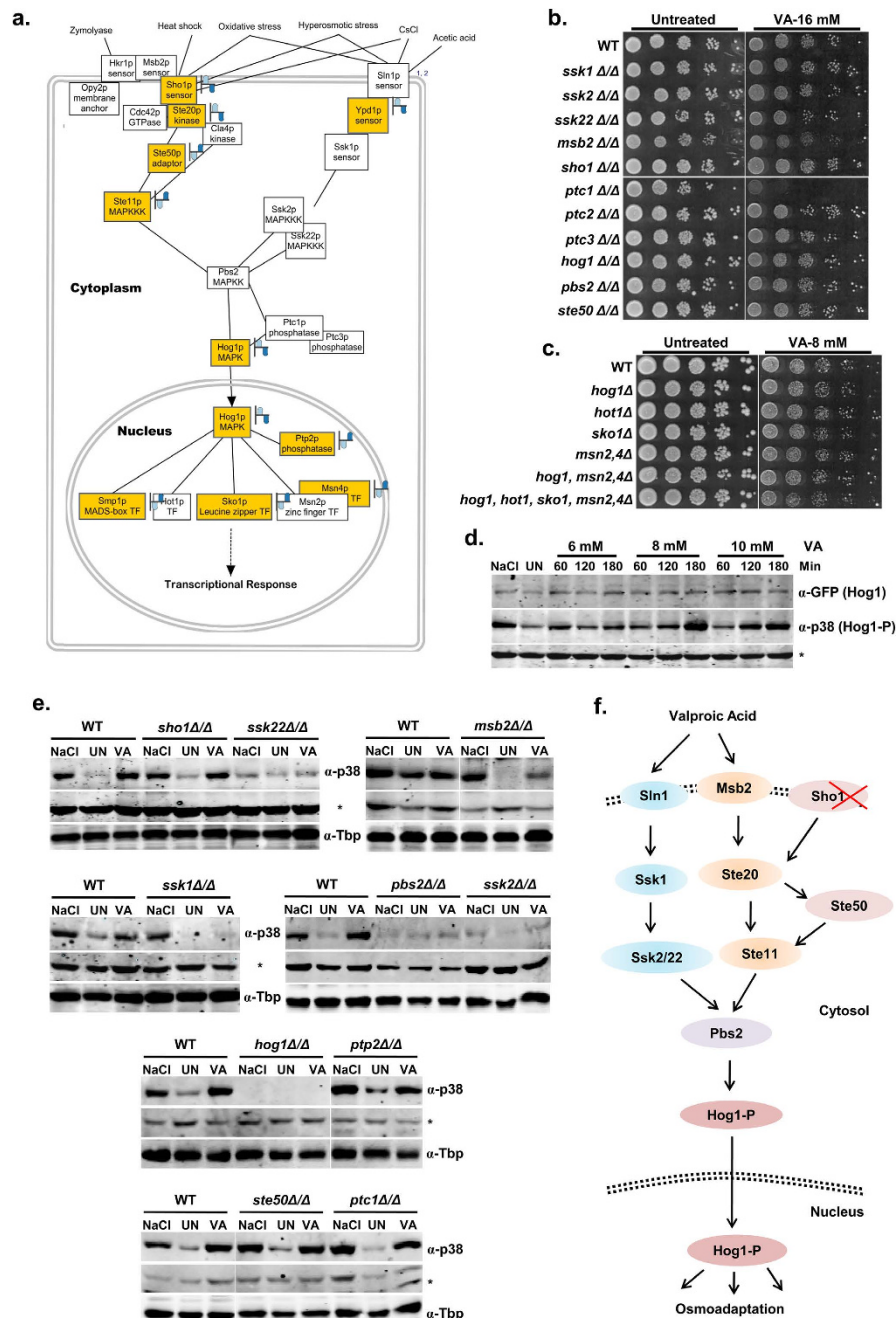 a.
Zymolyase
Heat shock
Oxidative stress
Hyperosmotic stress
CsCl
Acetic acid
Hkr1p
sensor
Msb2p
sensor
Sho1p
sensor
Sln1p
sensor
1, 2
Opy2p
membrane
anchor
Cdc42p
GTPase
Ste20p
kinase
Cla4p
kinase
Ypd1p
sensor
Ste50p
adaptor
Ssk1p
sensor
Ste11p
MAPKKK
Ssk2p
MAPKKK
Ssk22p
MAPKKK
Pbs2
MAPKK
Cytoplasm
Ptc1p
phosphatase
Ptc3p
phosphatase
Hog1p
MAPK
Nucleus
Hog1p
MAPK
Ptp2p
phosphatase
Smp1p
MADS-box TF
Hot1p
TF
Sko1p
Leucine zipper TF
Msn2p
zinc finger TF
Msn4p
TF
Transcriptional Response
b.
Untreated VA-16 mM
WT
ssk1 Δ/Δ
ssk2 Δ/Δ
ssk22 Δ/Δ
msb2 Δ/Δ
sho1 Δ/Δ
ptc1 Δ/Δ
ptc2 Δ/Δ
ptc3 Δ/Δ
hog1 Δ/Δ
pbs2 Δ/Δ
ste50 Δ/Δ
c.
Untreated VA-8 mM
WT
hog1Δ
hot1Δ
sko1Δ
msn2,4Δ
hog1, msn2,4Δ
hog1, hot1, sko1, msn2,4Δ
d.
6 mM 8 mM 10 mM VA
NaCl UN 60 120 180 60 120 180 60 120 180 Min
α-GFP (Hog1)
α-p38 (Hog1-P)
*
e.
WT sho1Δ/Δ ssk22Δ/Δ
NaCl UN VA NaCl UN VA NaCl UN VA
α-p38
*
α-Tbp
WT msb2Δ/Δ
NaCl UN VA NaCl UN VA
WT ssk1Δ/Δ
NaCl UN VA NaCl UN VA
α-p38
*
α-Tbp
WT pbs2Δ/Δ ssk2Δ/Δ
NaCl UN VA NaCl UN VA NaCl UN VA
WT hog1Δ/Δ ptp2Δ/Δ
NaCl UN VA NaCl UN VA NaCl UN VA
α-p38
*
α-Tbp
WT ste50Δ/Δ ptc1Δ/Δ
NaCl UN VA NaCl UN VA NaCl UN VA
α-p38
*
α-Tbp
f.
Valproic Acid
Sln1
Msb2
Sho1
Ssk1
Ste20
Ste50
Ssk2/22
Ste11
Cytosol
Pbs2
Hog1-P
Nucleus
Hog1-P
Osmoadaptation